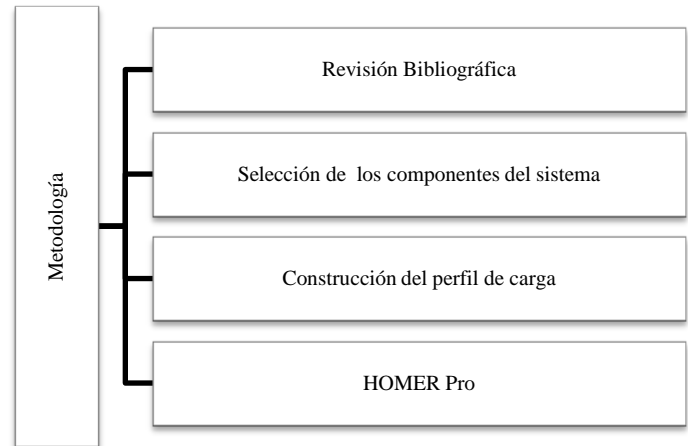 Metodología
Revisión Bibliográfica
Selección de  los componentes del sistema
Construcción del perfil de carga
HOMER Pro